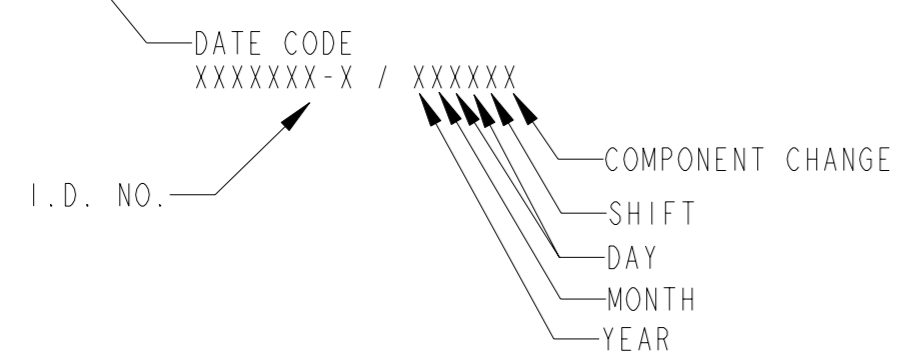 DATE CODE
XXXXXXX-X / XXXXXX
COMPONENT CHANGE
I.D. NO.
SHIFT
DAY
MONTH
YEAR